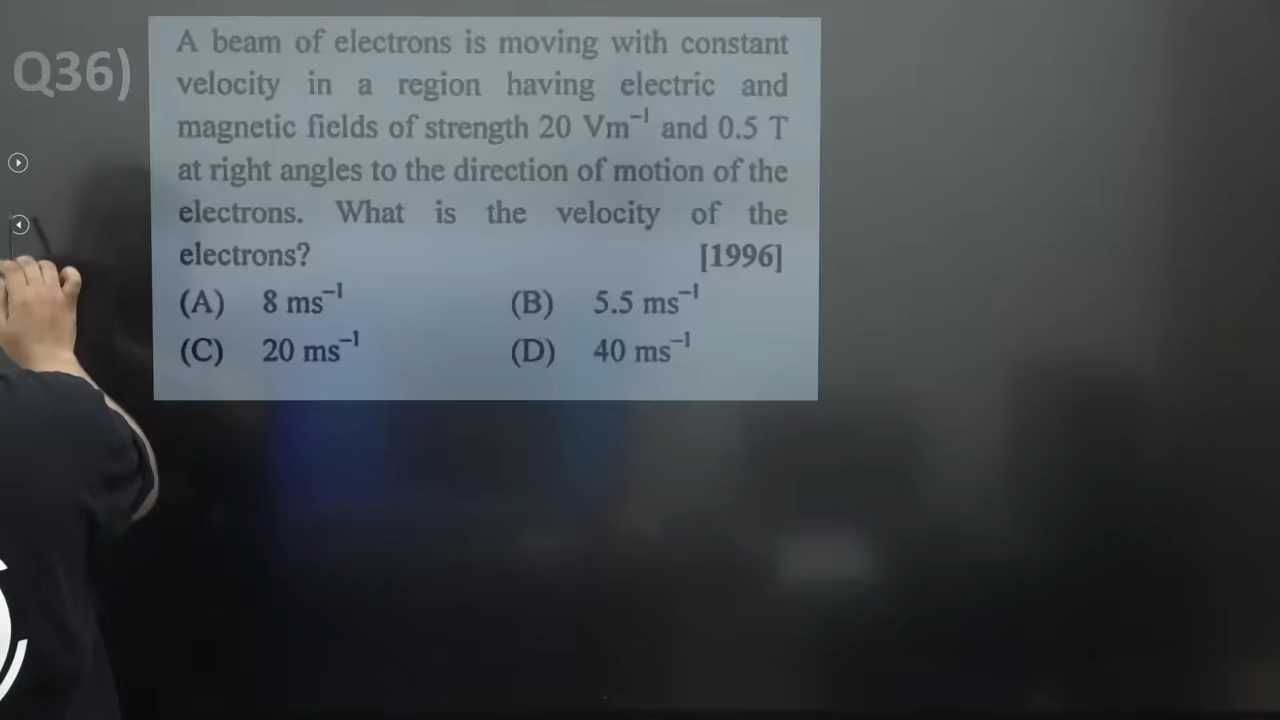 Q36)
A beam of electrons is moving with constant
velocity in a region having electric and
magnetic fields of strength 20 Vm⁻¹ and 0.5 T
at right angles to the direction of motion of the
electrons. What is the velocity of the
electrons? [1996]
(A) 8 ms⁻¹ (B) 5.5 ms⁻¹
(C) 20 ms⁻¹ (D) 40 ms⁻¹